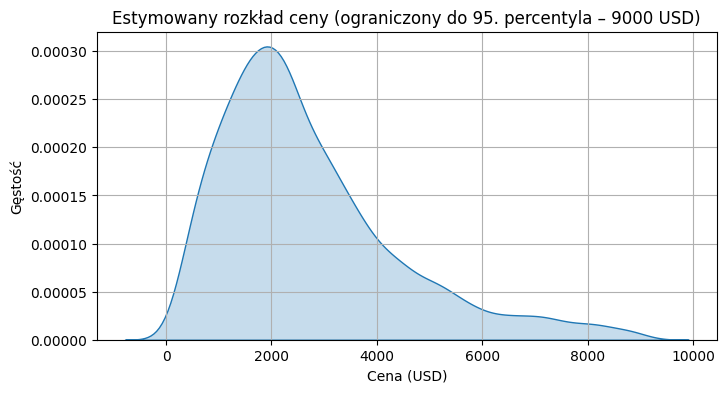 Estymowany rozkład ceny (ograniczony do 95. percentyla – 9000 USD)
0.00030
0.00025
0.00020
0.00015
0.00010
0.00005
0.00000
Gęstość
0 2000 4000 6000 8000 10000
Cena (USD)